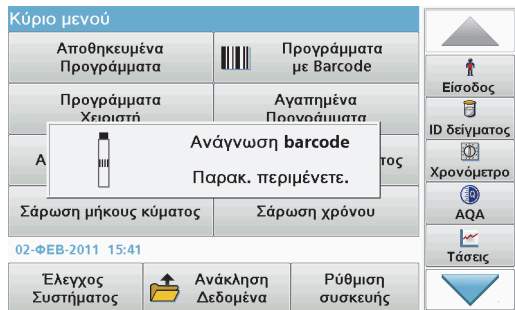 Κύριο μενού
Αποθηκευμένα
Προγράμματα
Προγράμματα
με Barcode
Προγράμματα
Χειριστή
Αγαπημένα
Προγράμματα
Ανάγνωση barcode
Παρακ. περιμένετε.
Σάρωση μήκους κύματος
Σάρωση χρόνου
02-ΦΕΒ-2011 15:41
Έλεγχος
Συστήματος
Ανάκληση
Δεδομένα
Ρύθμιση
συσκευής
Είσοδος
ID δείγματος
Χρονόμετρο
AQA
Τάσεις